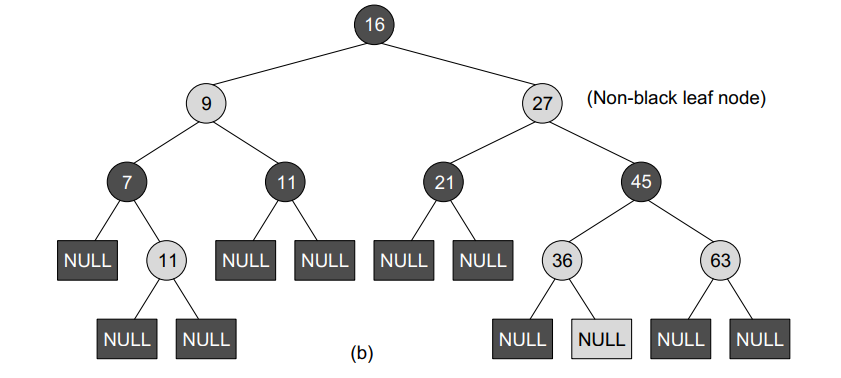 16
9 27 (Non-black leaf node)
7 11 21 45
NULL 11 NULL NULL NULL NULL 36 63
NULL NULL NULL NULL NULL NULL
(b)